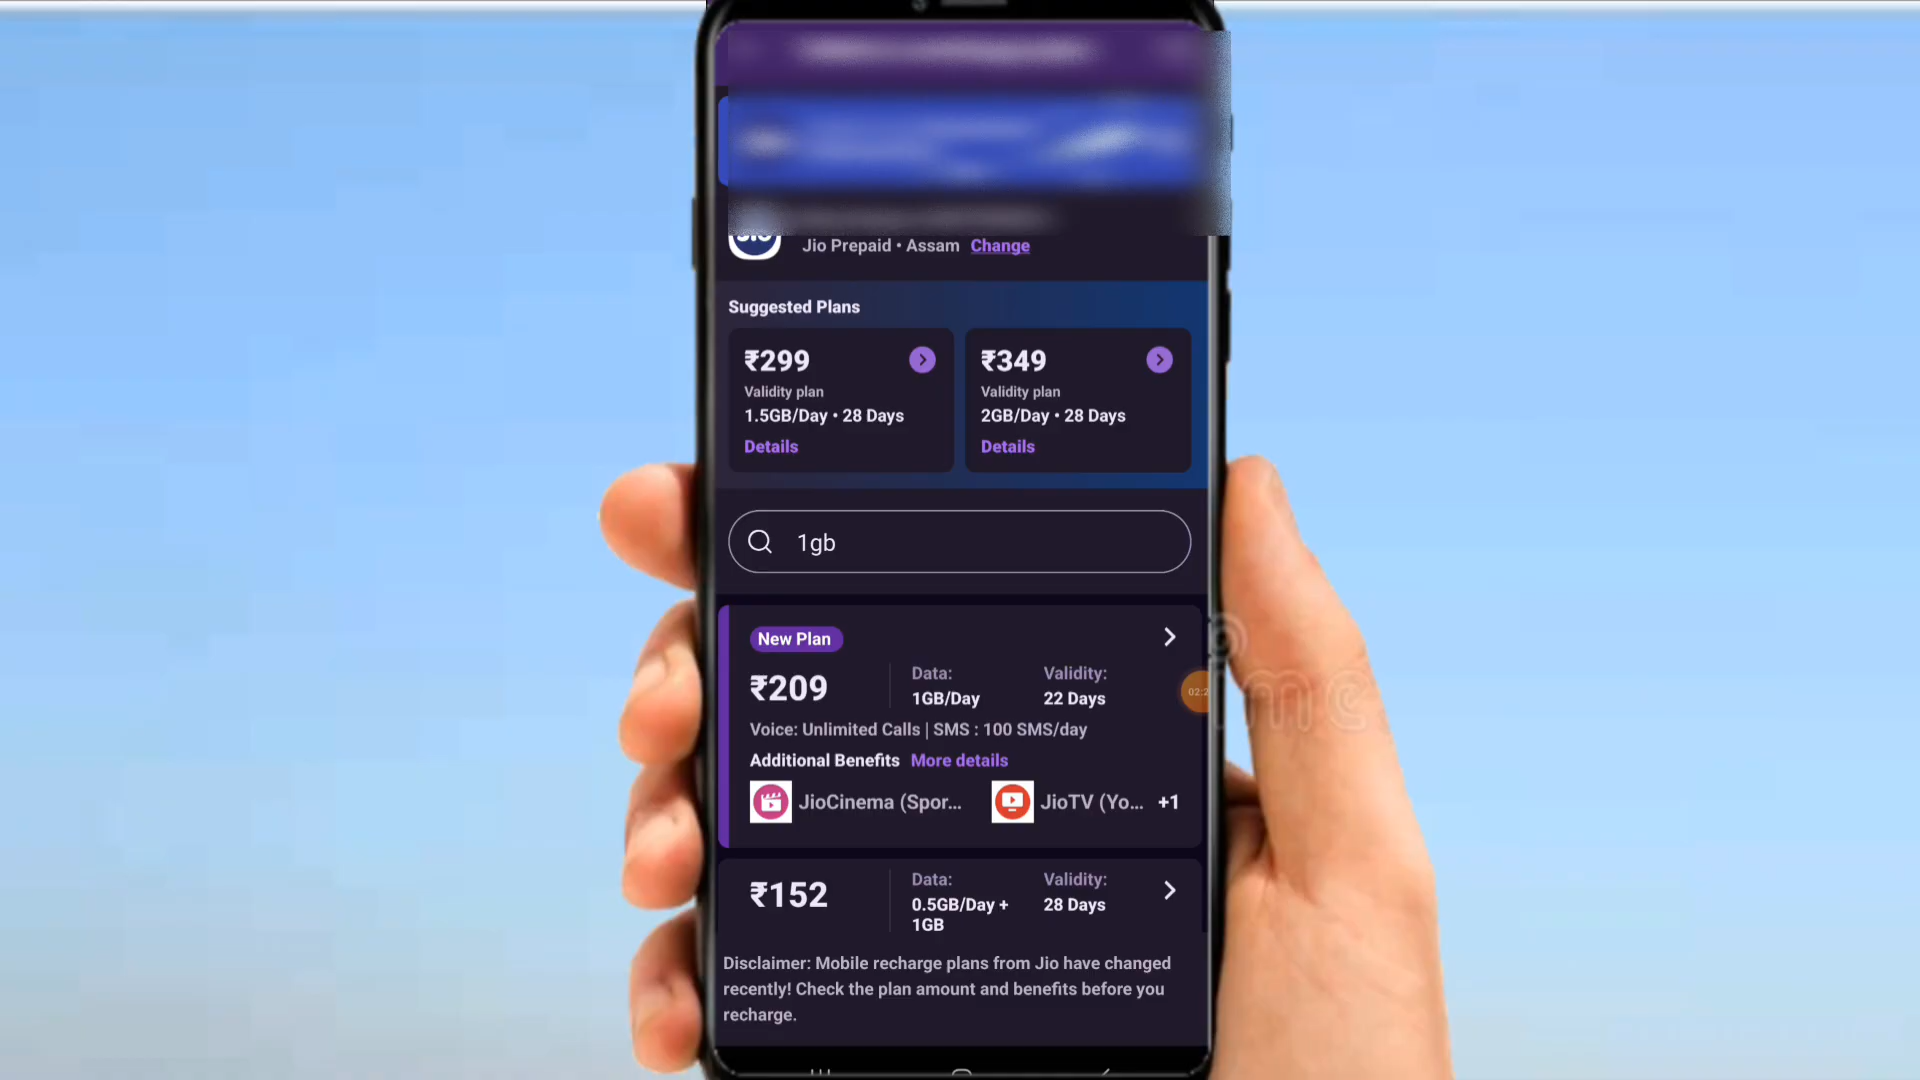 Jio Prepaid • Assam Change
Suggested Plans
₹299
Validity plan
1.5GB/Day • 28 Days
Details
₹349
Validity plan
2GB/Day • 28 Days
Details
1gb
New Plan
₹209
Data:
1GB/Day
Validity:
22 Days
Voice: Unlimited Calls | SMS : 100 SMS/day
Additional Benefits More details
JioCinema (Spor...
JioTV (Yo...
+1
₹152
Data:
0.5GB/Day +
1GB
Validity:
28 Days
Disclaimer: Mobile recharge plans from Jio have changed
recently! Check the plan amount and benefits before you
recharge.